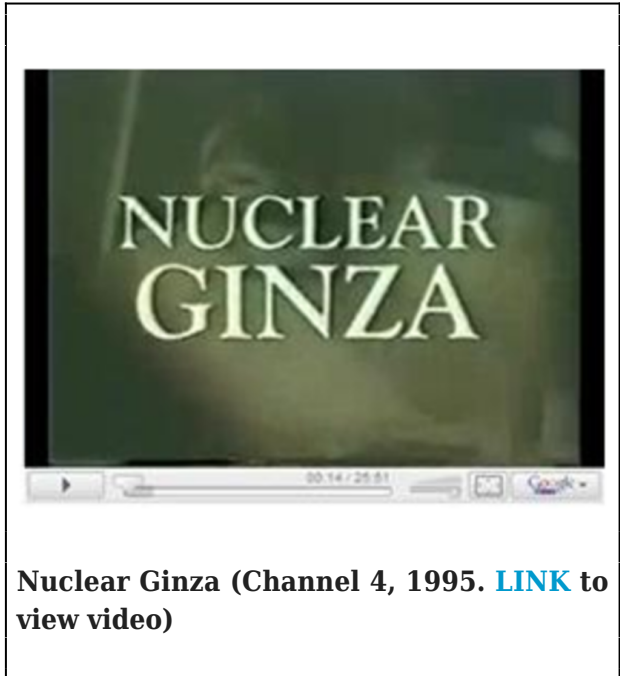 NUCLEAR
GINZA
00:14 / 25:51
Google
Nuclear Ginza (Channel 4, 1995. LINK to
view video)